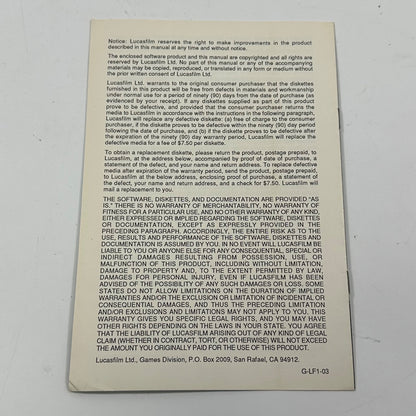 Notice: Lucasfilm reserves the right to make improvements in the product
described in this manual at any time and without notice.
The enclosed software product and this manual are copyrighted and all rights are
reserved by Lucasfilm Ltd. No part of this manual or any of the accompanying
materials may be copied, reproduced, or translated in any form or medium without
the prior written consent of Lucasfilm Ltd.
Lucasfilm Ltd. warrants to the original consumer purchaser that the diskettes
furnished in this product will be free from defects in materials and workmanship
under normal use for a period of ninety (90) days from the date of purchase (as
evidenced by your receipt). If any diskettes supplied as part of this product
prove to be defective, and provided that the consumer purchaser returns the
media to Lucasfilm in accordance with the instructions in the following paragraph,
Lucasfilm will replace any defective diskette: (a) free of charge to the consumer
purchaser, if the diskette proves to be defective within the ninety (90) day period
following the date of purchase, and (b) if the diskette proves to be defective after
the expiration of the ninety (90) day warranty period, Lucasfilm will replace the
defective media for a fee of $7.50 per diskette.
To obtain a replacement diskette, please return the product, postage prepaid, to
Lucasfilm, at the address below, accompanied by proof of date of purchase, a
statement of the defect, and your name and return address. To replace defective
media after expiration of the warranty period, send the product, postage prepaid,
to Lucasfilm at the below address, enclosing proof of purchase, a statement of
the defect, your name and return address, and a check for $7.50. Lucasfilm will
mail a replacement to you.
THE SOFTWARE, DISKETTES, AND DOCUMENTATION ARE PROVIDED "AS
IS." THERE IS NO WARRANTY OF MERCHANTABILITY, NO WARRANTY OF
FITNESS FOR A PARTICULAR USE, AND NO OTHER WARRANTY OF ANY KIND,
EITHER EXPRESSED OR IMPLIED REGARDING THE SOFTWARE, DISKETTES
OR DOCUMENTATION, EXCEPT AS EXPRESSLY PROVIDED IN THE
PRECEDING PARAGRAPH. ACCORDINGLY, THE ENTIRE RISK AS TO THE
USE, RESULTS AND PERFORMANCE OF THE SOFTWARE, DISKETTES AND
DOCUMENTATION IS ASSUMED BY YOU. IN NO EVENT WILL LUCASFILM BE
LIABLE TO YOU OR ANYONE ELSE FOR ANY CONSEQUENTIAL, SPECIAL OR
INDIRECT DAMAGES RESULTING FROM POSSESSION, USE, OR
MALFUNCTION OF THIS PRODUCT, INCLUDING WITHOUT LIMITATION,
DAMAGE TO PROPERTY AND, TO THE EXTENT PERMITTED BY LAW,
DAMAGES FOR PERSONAL INJURY, EVEN IF LUCASFILM HAS BEEN
ADVISED OF THE POSSIBILITY OF ANY SUCH DAMAGES OR LOSS. SOME
STATES DO NOT ALLOW LIMITATIONS ON THE DURATION OF IMPLIED
WARRANTIES AND/OR THE EXCLUSION OR LIMITATION OF INCIDENTAL OR
CONSEQUENTIAL DAMAGES, AND THUS THE PRECEDING LIMITATION
AND/OR EXCLUSIONS AND LIMITATIONS MAY NOT APPLY TO YOU. THIS
WARRANTY GIVES YOU SPECIFIC LEGAL RIGHTS, AND YOU MAY HAVE
OTHER RIGHTS DEPENDING ON THE LAWS IN YOUR STATE. YOU AGREE
THAT THE LIABILITY OF LUCASFILM ARISING OUT OF ANY KIND OF LEGAL
CLAIM (WHETHER IN CONTRACT, TORT, OR OTHERWISE) WILL NOT EXCEED
THE AMOUNT YOU ORIGINALLY PAID FOR THE USE OF THIS PRODUCT.
Lucasfilm Ltd., Games Division, P.O. Box 2009, San Rafael, CA 94912.
G-LF1-03